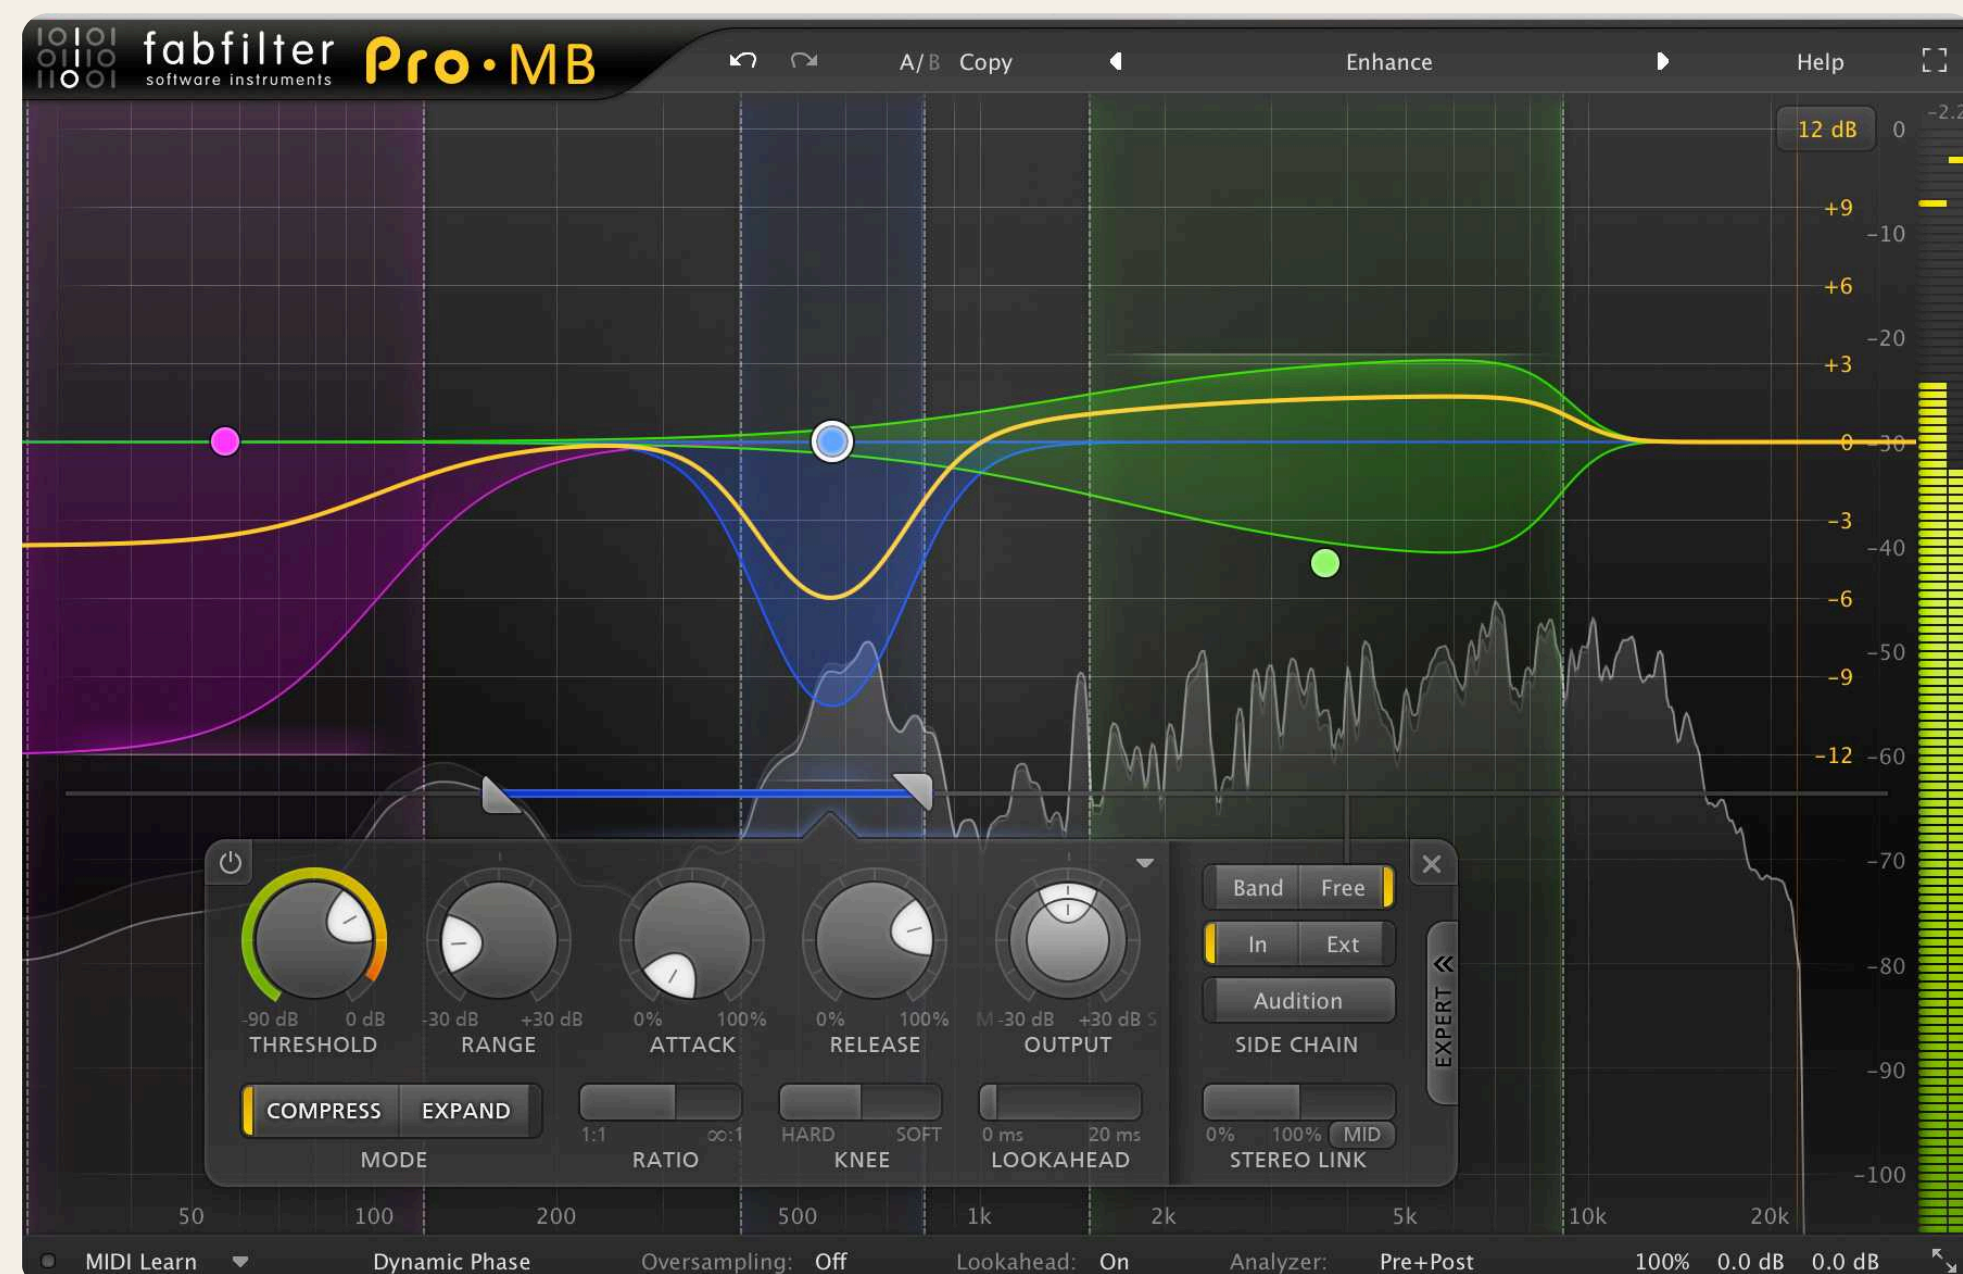 fabfilter
software instruments
Pro·MB
A/B Copy Enhance Help
12 dB 0
+9 -10
+6
+3 -20
0 -30
-3
-40
-6
-9 -50
-12 -60
-70
-80
-90
-100
-90 dB 0 dB -30 dB +30 dB 0% 100% 0% 100% M -30 dB +30 dB S
THRESHOLD RANGE ATTACK RELEASE OUTPUT
Band Free
In Ext
Audition
SIDE CHAIN
EXPERT
COMPRESS EXPAND
MODE
1:1 ∞:1
RATIO
HARD SOFT
KNEE
0 ms 20 ms
LOOKAHEAD
0% 100% MID
STEREO LINK
50 100 200 500 1k 2k 5k 10k 20k
MIDI Learn Dynamic Phase Oversampling: Off Lookahead: On Analyzer: Pre+Post 100% 0.0 dB 0.0 dB